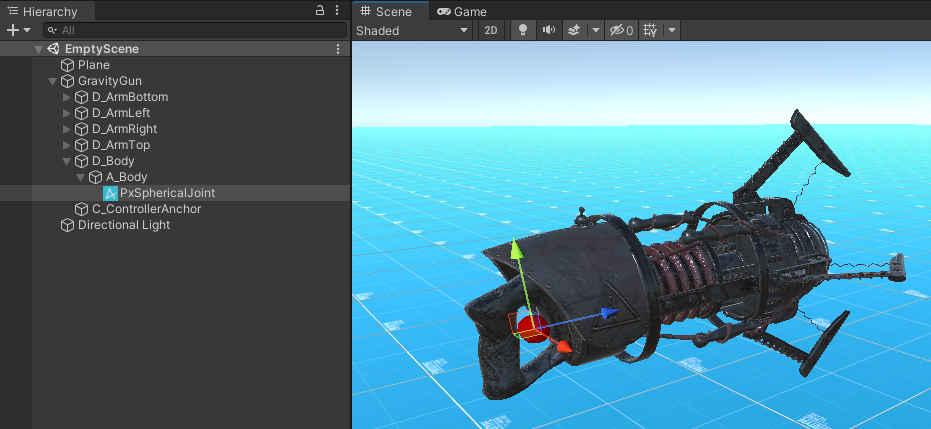 Hierarchy
All
EmptyScene
Plane
GravityGun
D_ArmBottom
D_ArmLeft
D_ArmRight
D_ArmTop
D_Body
A_Body
PxSphericalJoint
C_ControllerAnchor
Directional Light
Scene Game
Shaded 2D 0